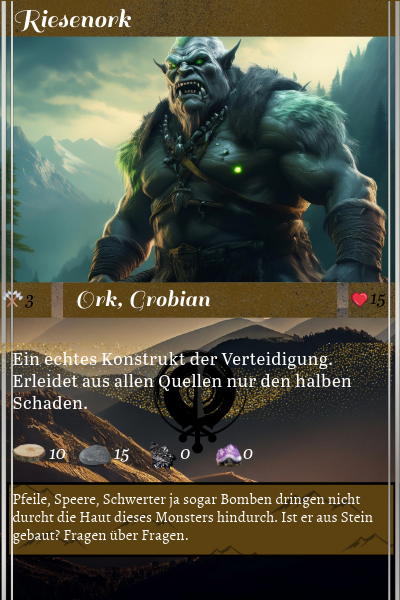 Riesenork
3
Ork, Grobian
15
Ein echtes Konstrukt der Verteidigung.
Erleidet aus allen Quellen nur den halben
Schaden.
10 15 0 0
Pfeile, Speere, Schwerter ja sogar Bomben dringen nicht
durcht die Haut dieses Monsters hindurch. Ist er aus Stein
gebaut? Fragen über Fragen.